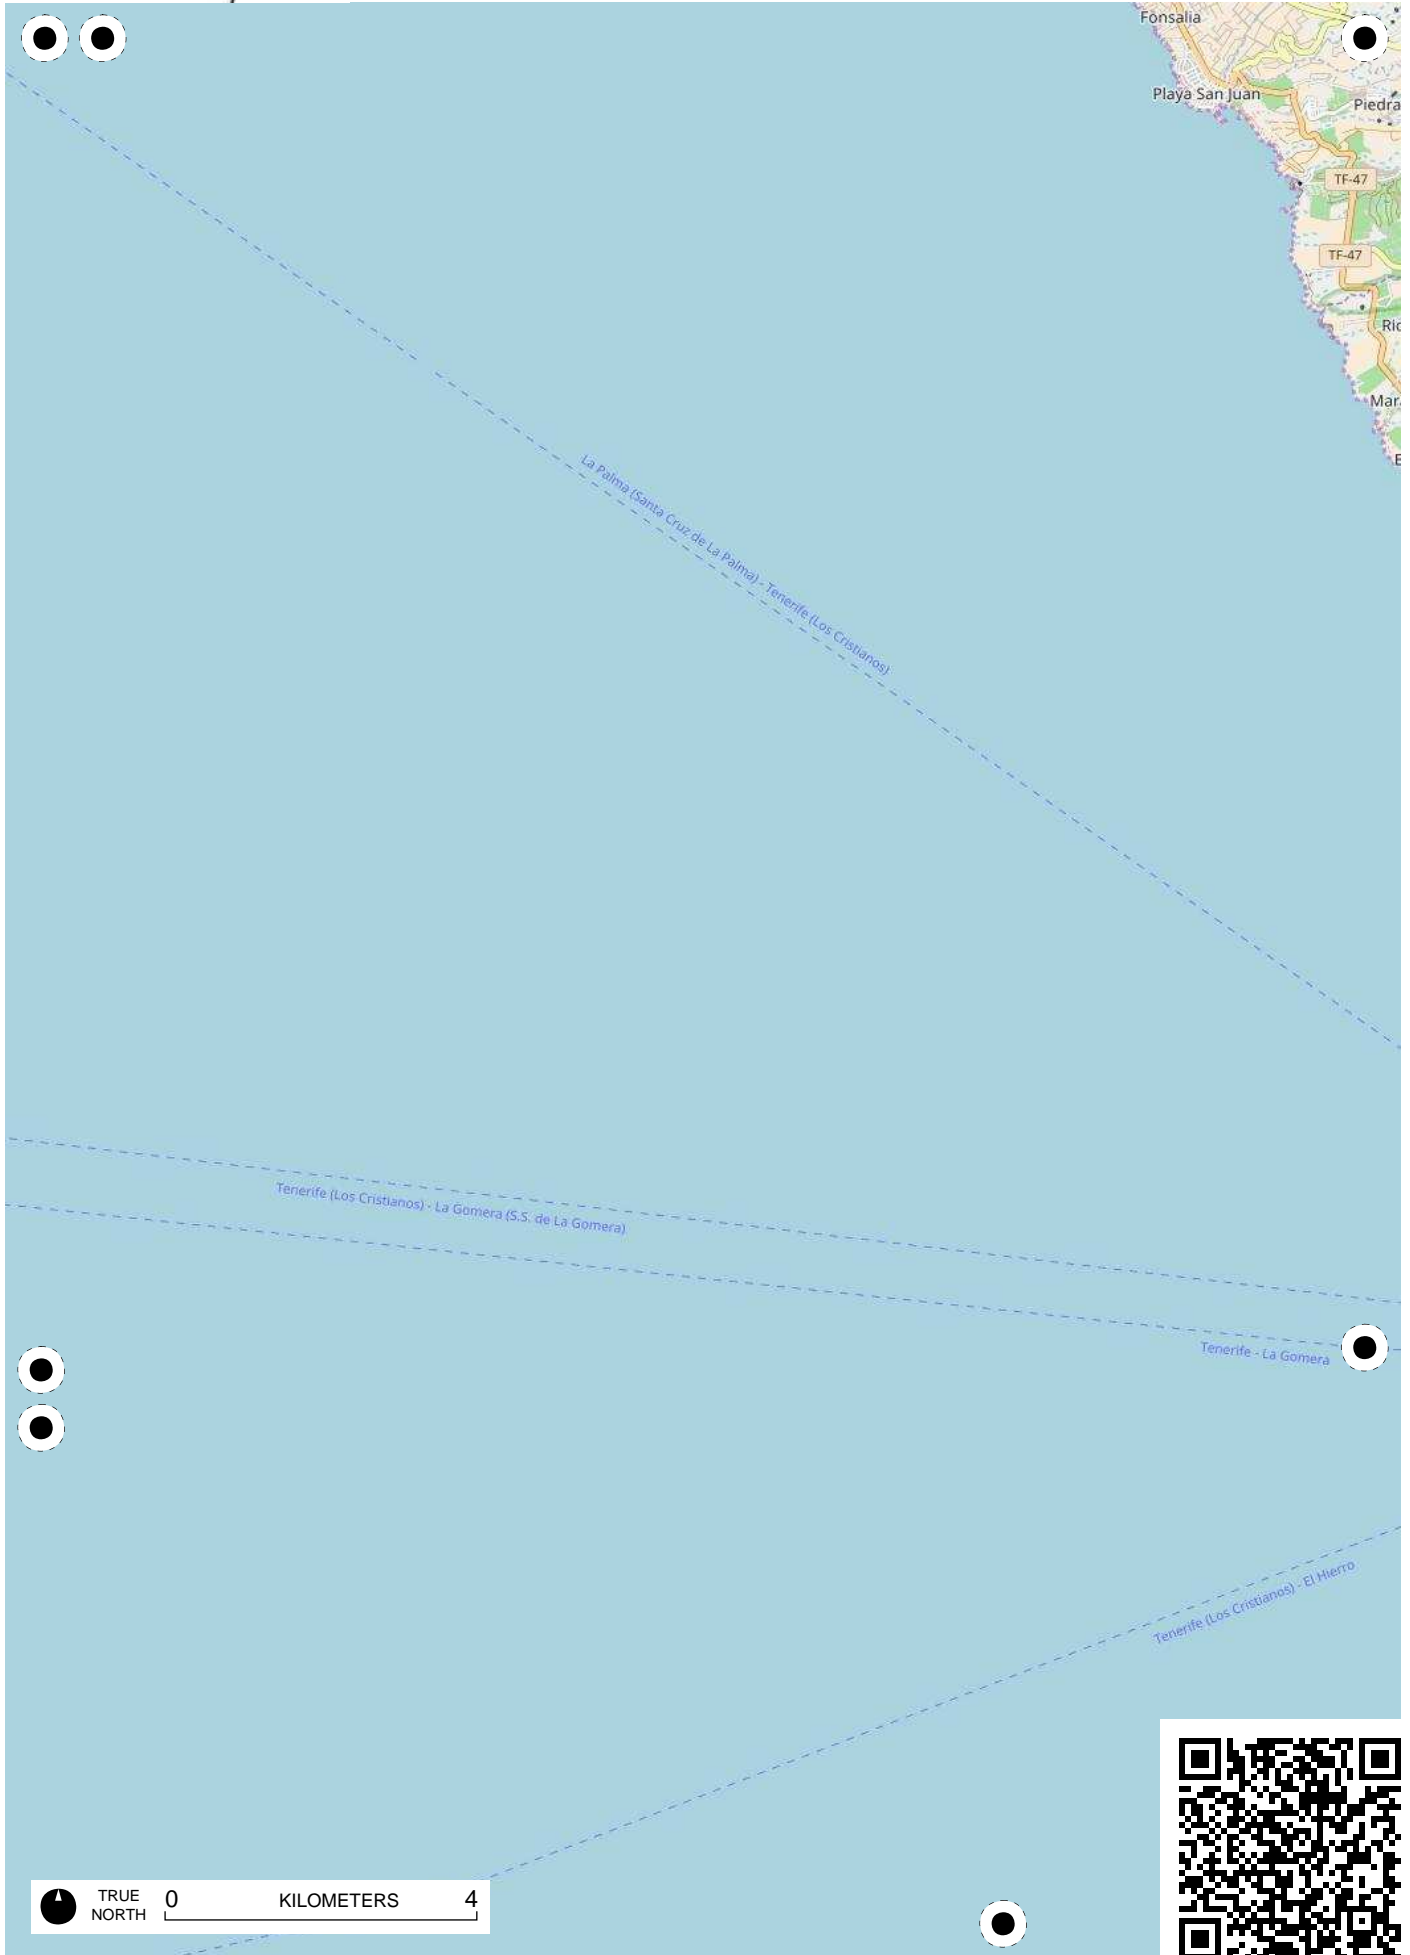 Fonsalia
Playa San Juan
Piedra
TF-47
TF-47
Mar
La Palma (Santa Cruz de La Palma) - Tenerife (Los Cristianos)
Tenerife (Los Cristianos) - La Gomera (S.S. de La Gomera)
Tenerife - La Gomera
Tenerife (Los Cristianos) - El Hierro
TRUE NORTH
0 KILOMETERS 4